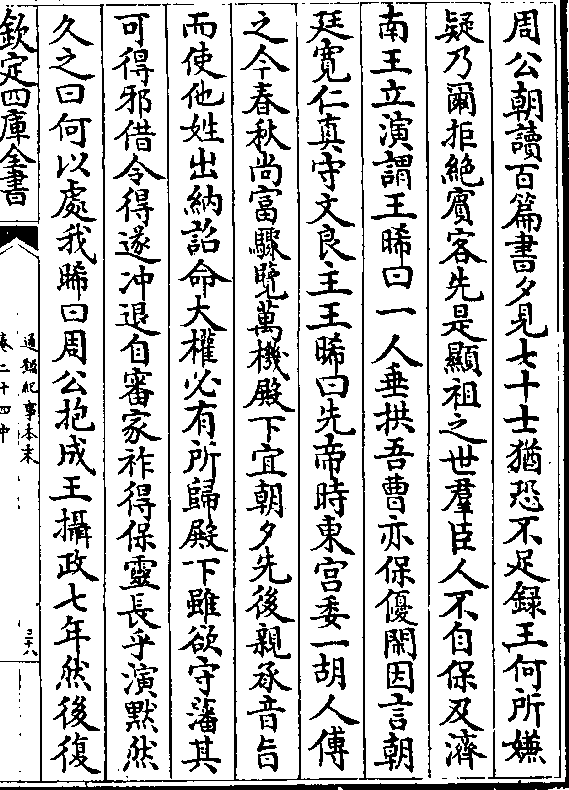 周公朝讀百篇書夕見七十士猶恐不足録王何所嫌
疑乃爾拒絶賓客先是顯祖之世羣臣人不自保及濟
南王立演謂王晞曰一人垂拱吾曹亦保優閑因言朝
廷寛仁真守文良主王晞曰先帝時東宫委一胡人傅
之今春秋尚富驟覽萬機殿下宜朝夕先後親承音旨
而使他姓出納詔命大權必有所歸殿下雖欲守藩其
可得邪借令得遂冲退自審家祚得保靈長乎演黙然
久之曰何以處我晞曰周公抱成王攝政七年然後復
欽定四庫全書
通鑑紀事本末
卷二十四中
三十八